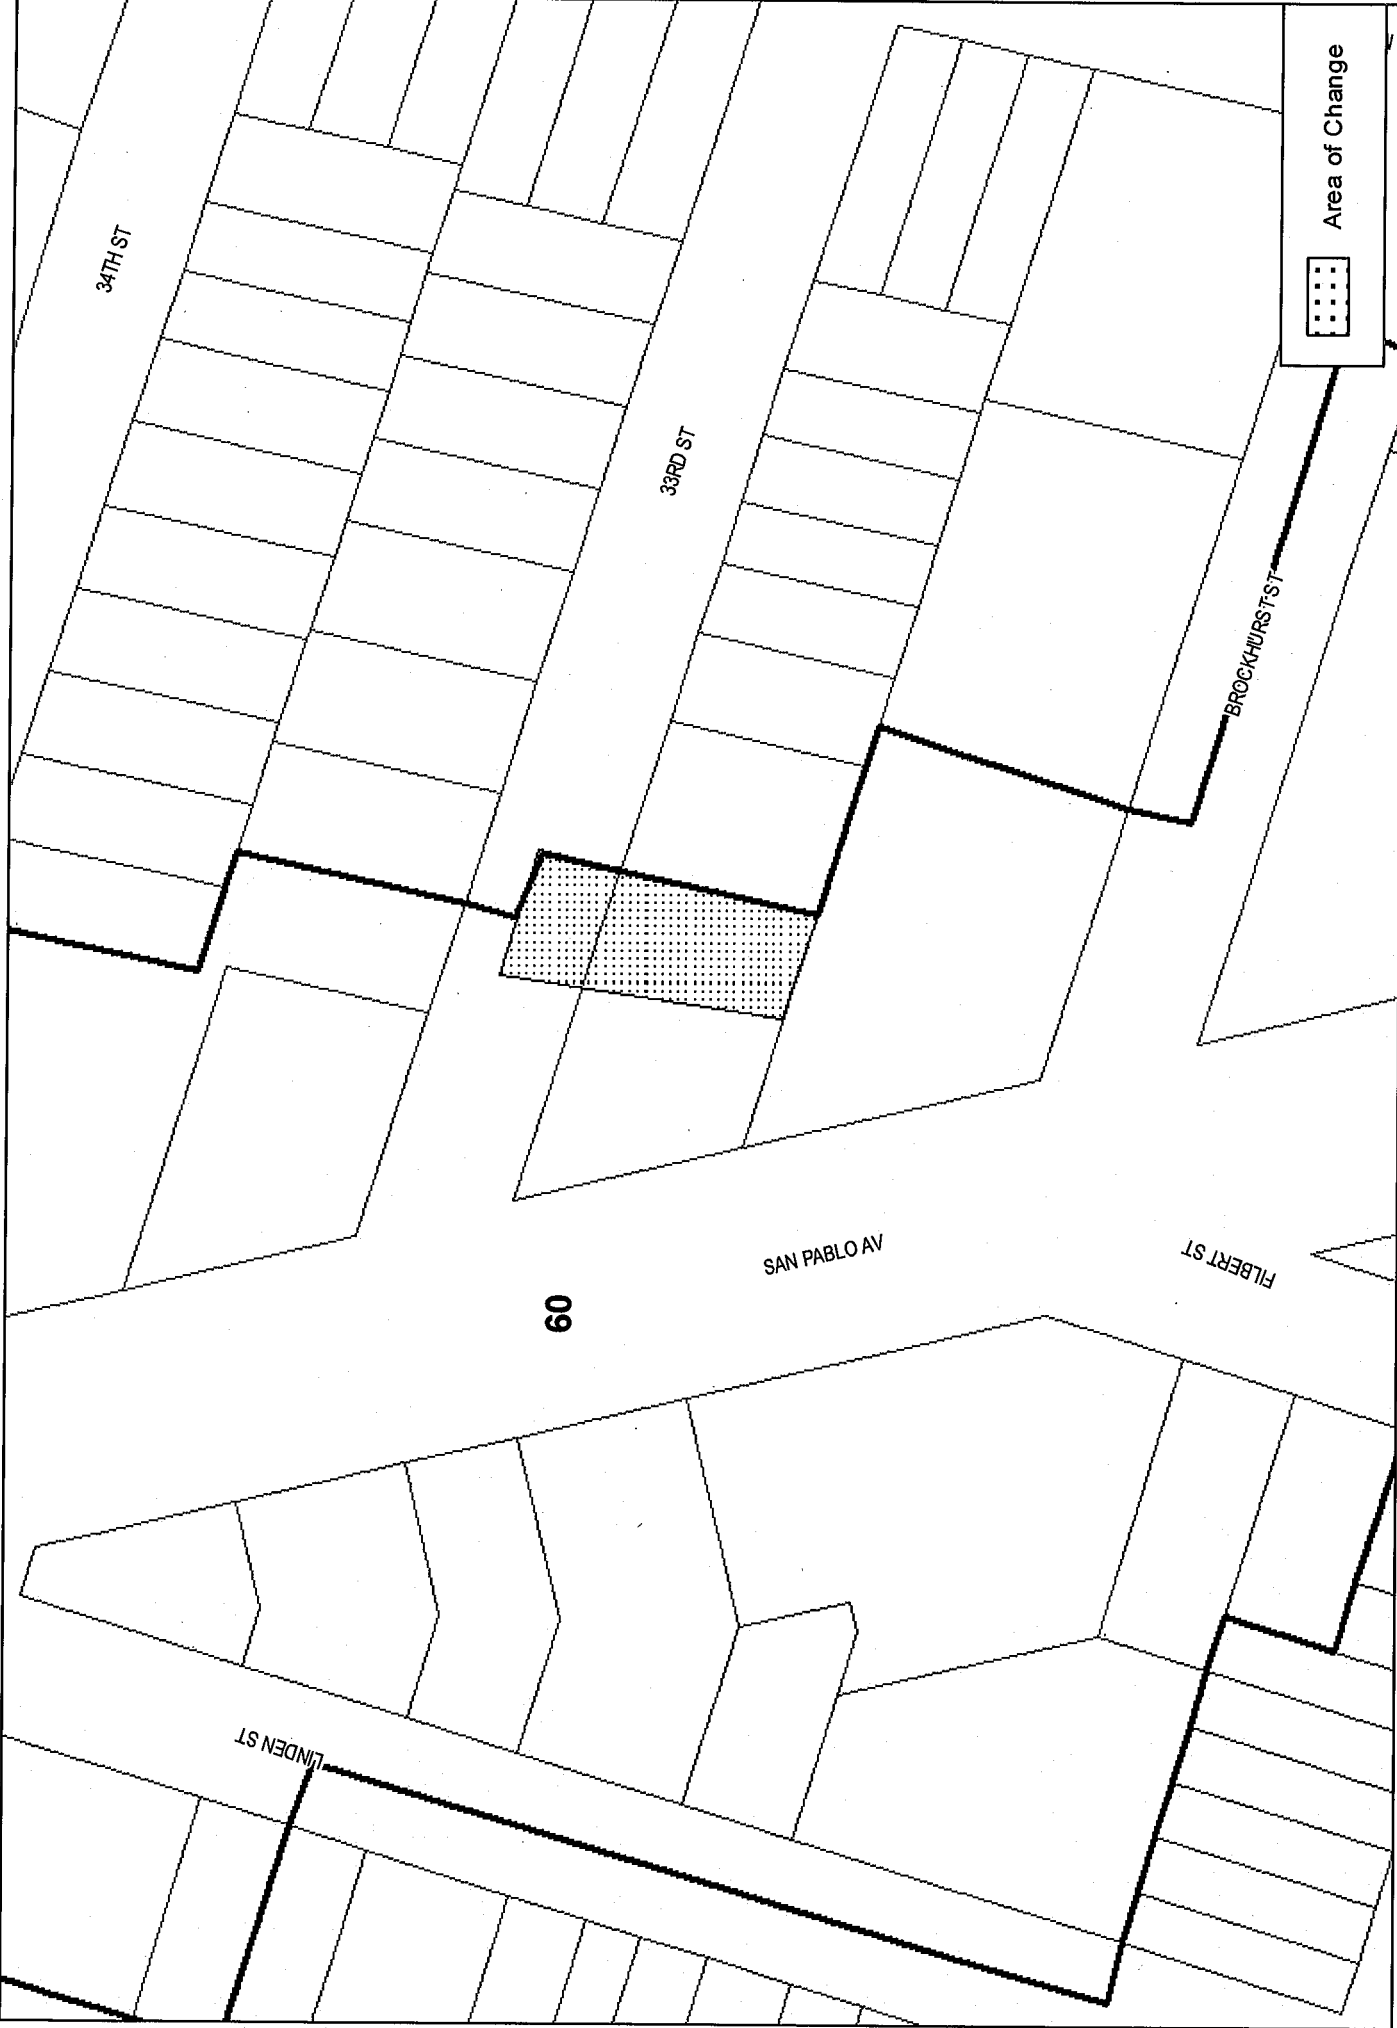 34TH ST
33RD ST
BROCKHURST ST
SAN PABLO AV
FILBERT ST
LINDEN ST
60
Area of Change